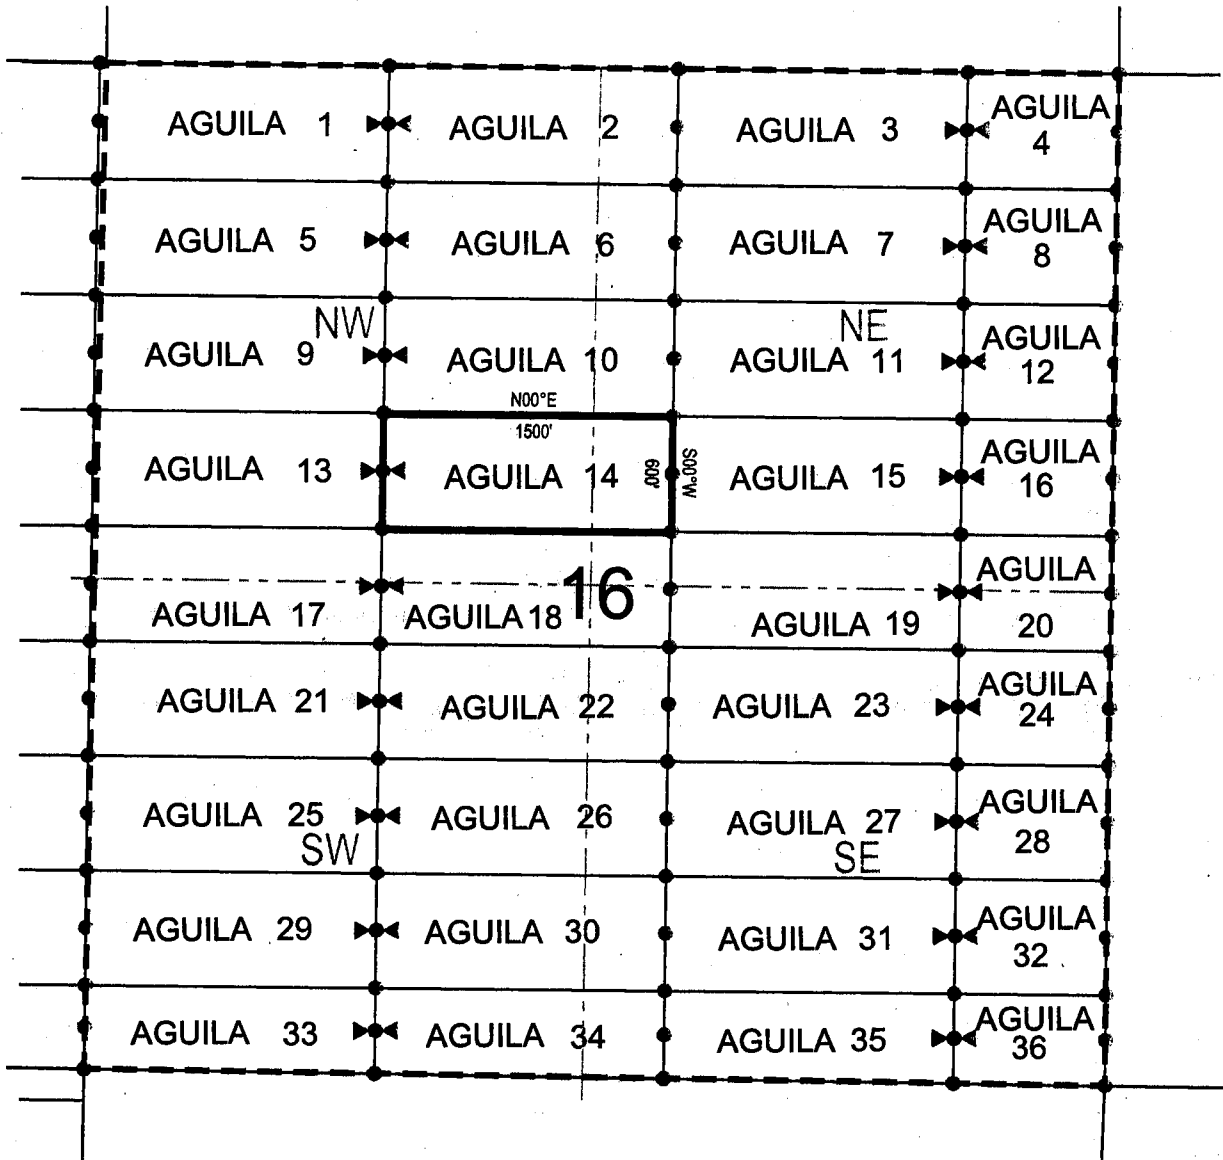 AGUILA 1
AGUILA 2
AGUILA 3
AGUILA
4
AGUILA 5
AGUILA 6
AGUILA 7
AGUILA
8
NW
NE
AGUILA 9
AGUILA 10
AGUILA 11
AGUILA
12
N00°E
1500'
AGUILA 13
AGUILA 14
600'
S00°W
AGUILA 15
AGUILA
16
16
AGUILA 17
AGUILA 18
AGUILA 19
AGUILA
20
AGUILA 21
AGUILA 22
AGUILA 23
AGUILA
24
AGUILA 25
AGUILA 26
AGUILA 27
AGUILA
28
SW
SE
AGUILA 29
AGUILA 30
AGUILA 31
AGUILA
32
AGUILA 33
AGUILA 34
AGUILA 35
AGUILA
36